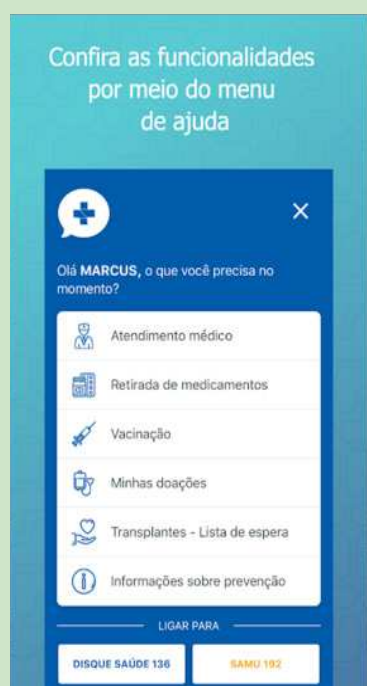 Confira as funcionalidades
por meio do menu
de ajuda
Olá MARCUS, o que você precisa no
momento?
Atendimento médico
Retirada de medicamentos
Vacinação
Minhas doações
Transplantes - Lista de espera
Informações sobre prevenção
LIGAR PARA
DISQUE SAÚDE 136
SAMU 192